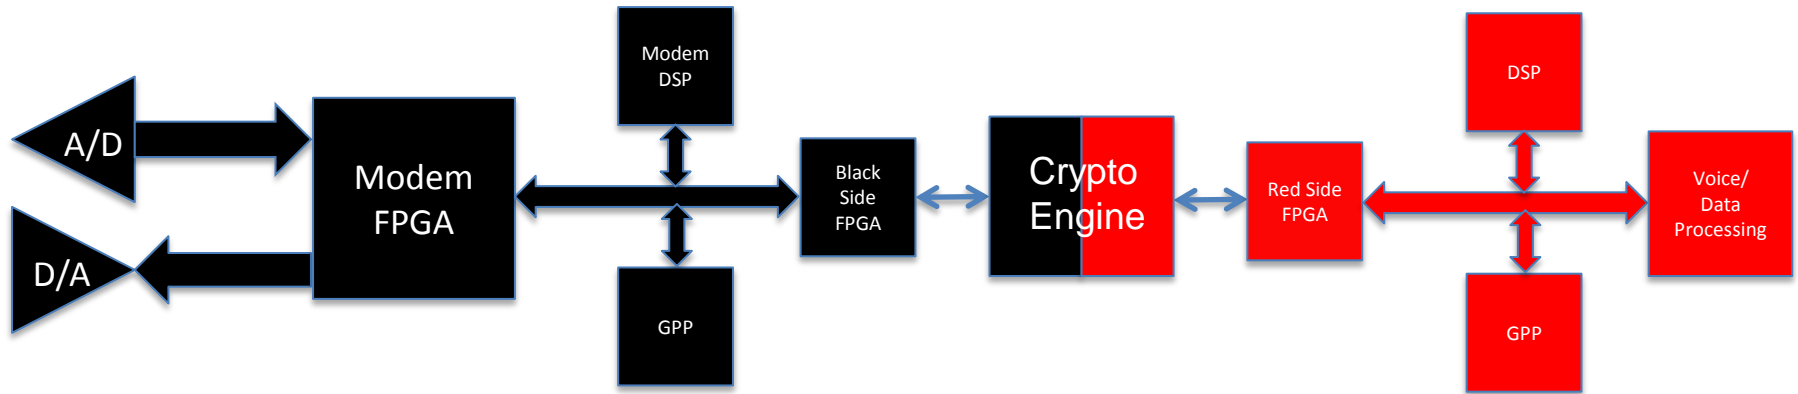 A/D
D/A
Modem
FPGA
Modem
DSP
GPP
Black
Side
FPGA
Crypto
Engine
Red Side
FPGA
DSP
GPP
Voice/
Data
Processing